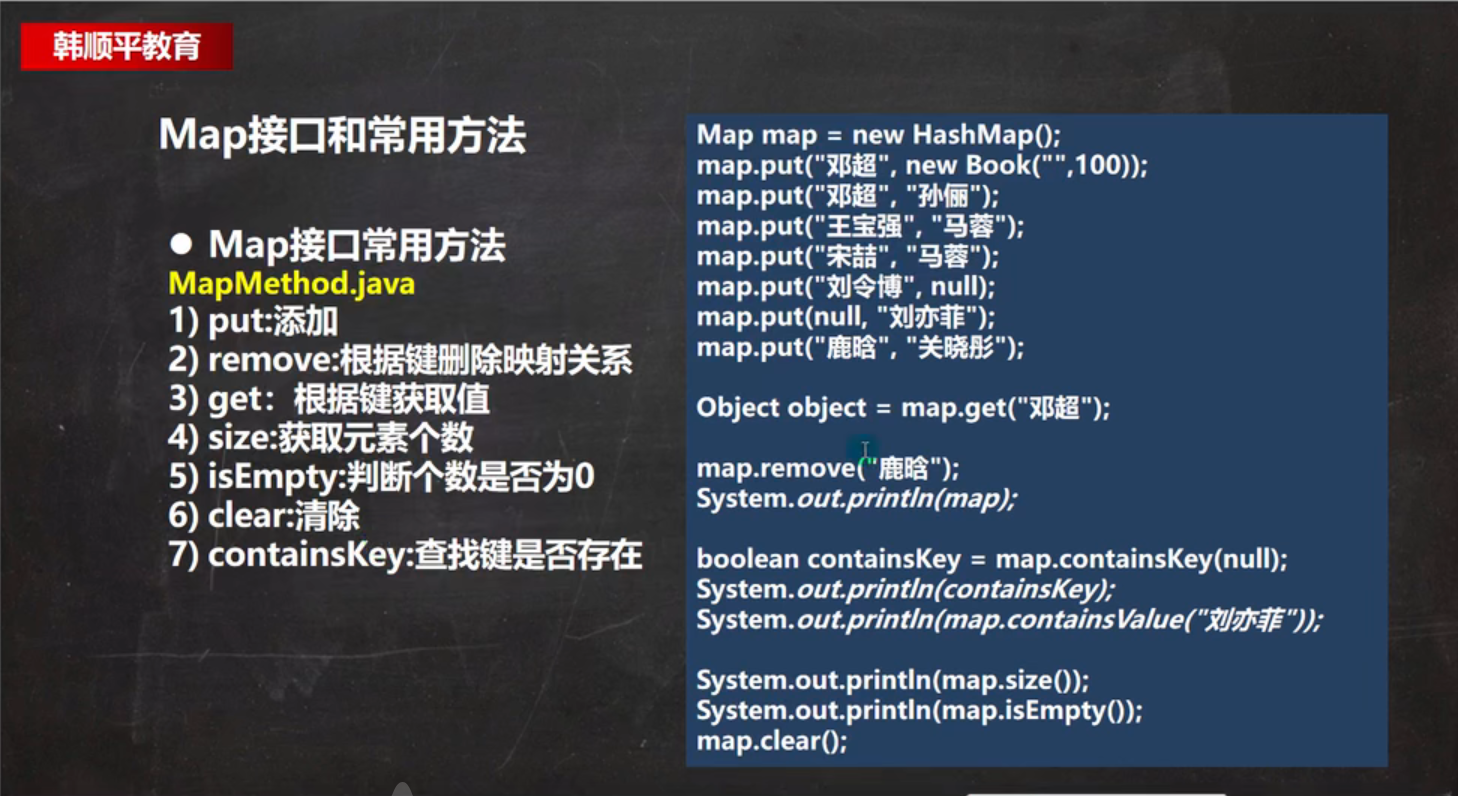 韩顺平教育
Map接口和常用方法
● Map接口常用方法
MapMethod.java
1) put:添加
2) remove:根据键删除映射关系
3) get：根据键获取值
4) size:获取元素个数
5) isEmpty:判断个数是否为0
6) clear:清除
7) containsKey:查找键是否存在
Map map = new HashMap();
map.put("邓超", new Book("",100));
map.put("邓超", "孙俪");
map.put("王宝强", "马蓉");
map.put("宋喆", "马蓉");
map.put("刘令博", null);
map.put(null, "刘亦菲");
map.put("鹿晗", "关晓彤");
Object object = map.get("邓超");
map.remove("鹿晗");
System.out.println(map);
boolean containsKey = map.containsKey(null);
System.out.println(containsKey);
System.out.println(map.containsValue("刘亦菲"));
System.out.println(map.size());
System.out.println(map.isEmpty());
map.clear();